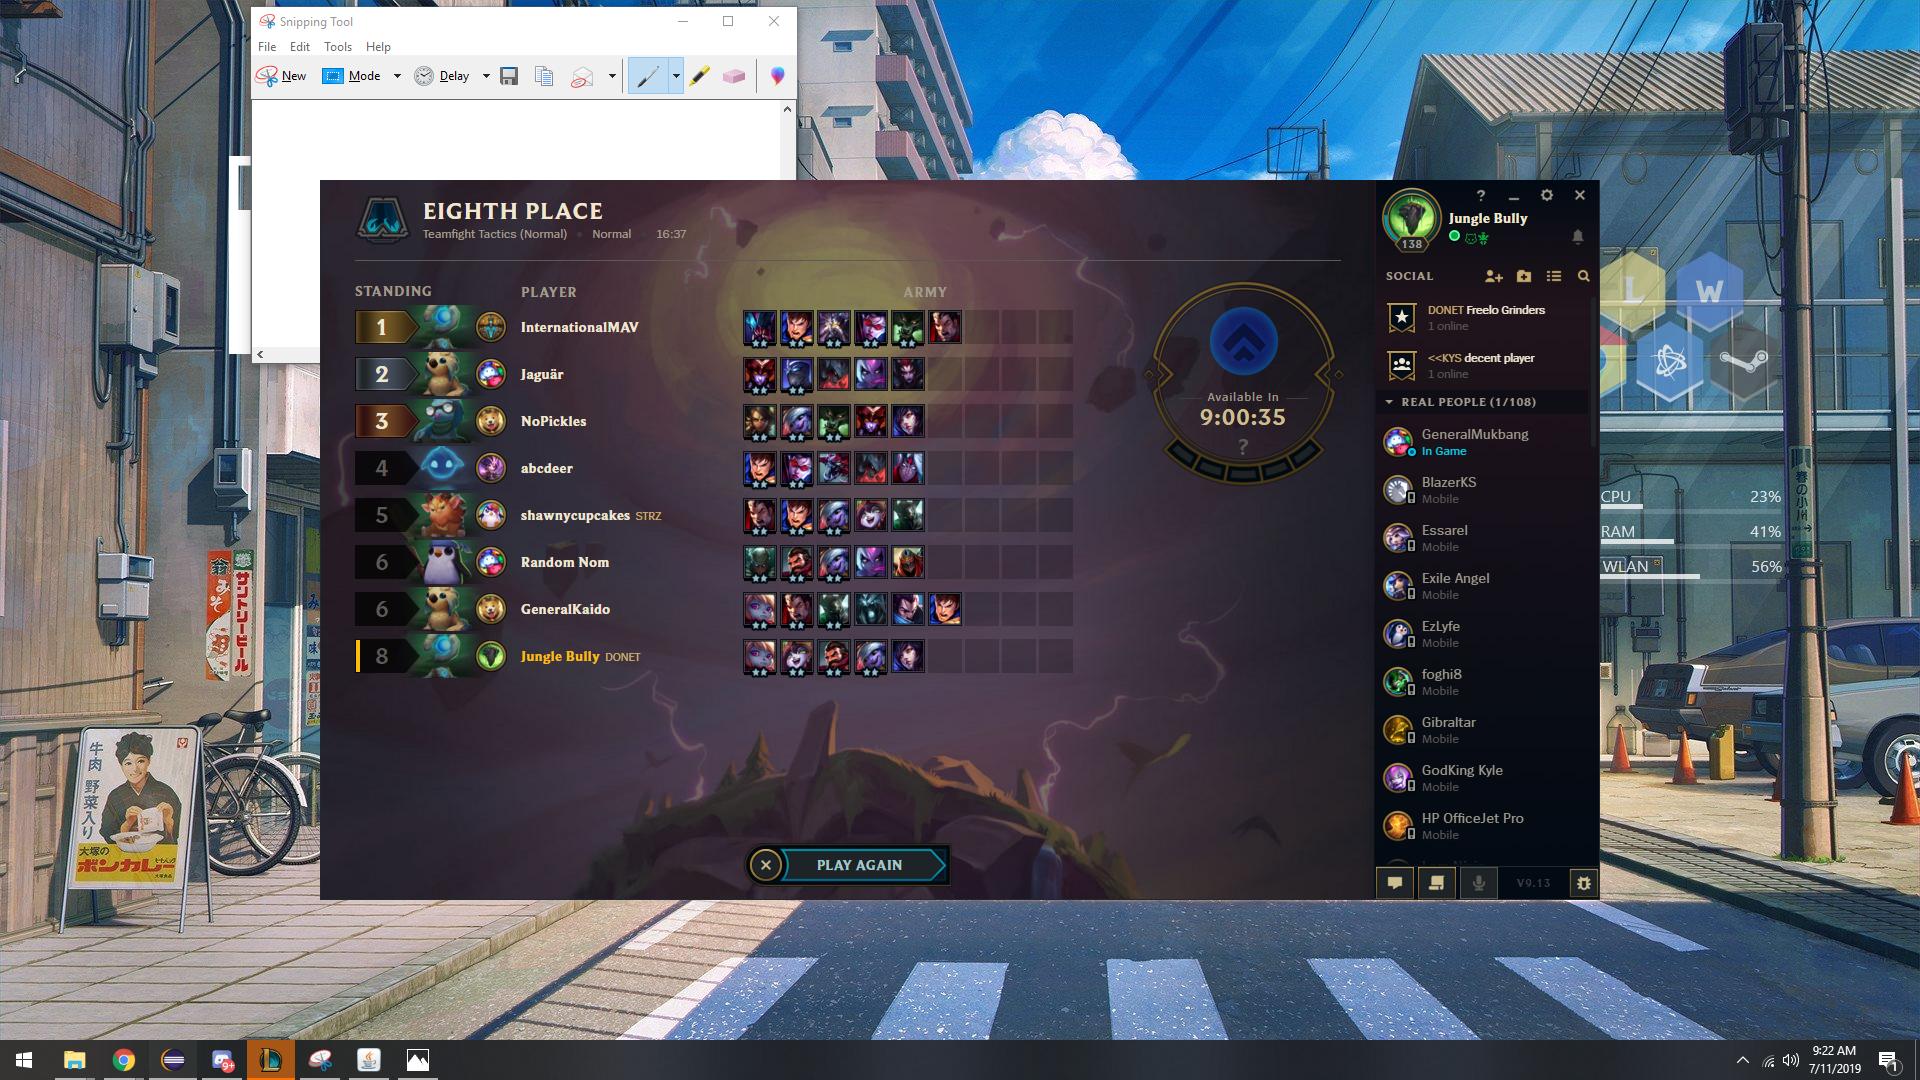 Snipping Tool
File Edit Tools Help
New Mode Delay
EIGHTH PLACE
Teamfight Tactics (Normal) • Normal 16:37
STANDING PLAYER ARMY
1 InternationalMAV
2 Jaguär
3 NoPickles
4 abcdeer
5 shawnycupcakes STRZ
6 Random Nom
6 GeneralKaido
8 Jungle Bully DONET
Available In
9:00:35
?
PLAY AGAIN
?
Jungle Bully
138
SOCIAL
DONET Freelo Grinders
1 online
<<KYS decent player
1 online
REAL PEOPLE (1/108)
GeneralMukbang
In Game
BlazerKS
Mobile
Essarel
Mobile
Exile Angel
Mobile
EzLyfe
Mobile
foghi8
Mobile
Gibraltar
Mobile
GodKing Kyle
Mobile
HP OfficeJet Pro
Mobile
V9.13
L W
CPU 23%
RAM 41%
WLAN 56%
春の小川
サントリービール
牛肉
野菜入り
大塚の
ボンカレー
9+
9:22 AM
7/11/2019
1